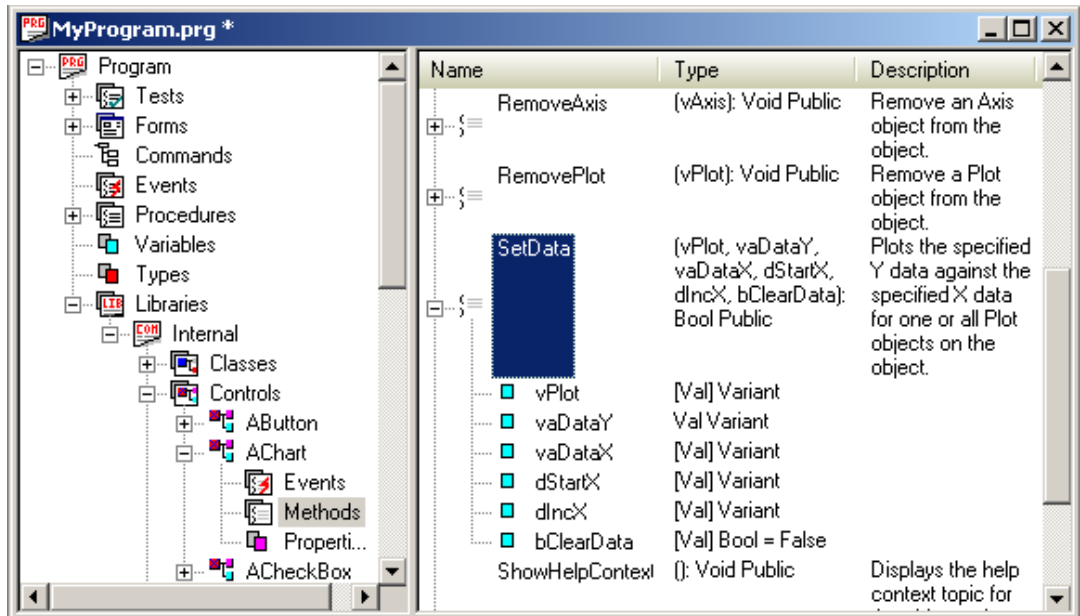 PRG MyProgram.prg *
PRG Program
Tests
Forms
Commands
Events
Procedures
Variables
Types
LIB Libraries
COM Internal
Classes
Controls
AButton
AChart
Events
Methods
Properti...
ACheckBox
Name Type Description
RemoveAxis (vAxis): Void Public Remove an Axis
object from the
object.
RemovePlot (vPlot): Void Public Remove a Plot
object from the
object.
SetData (vPlot, vaDataY, Plots the specified
vaDataX, dStartX, Y data against the
dIncX, bClearData): specified X data
Bool Public for one or all Plot
objects on the
object.
vPlot [Val] Variant
vaDataY Val Variant
vaDataX [Val] Variant
dStartX [Val] Variant
dIncX [Val] Variant
bClearData [Val] Bool = False
ShowHelpContext (): Void Public Displays the help
context topic for